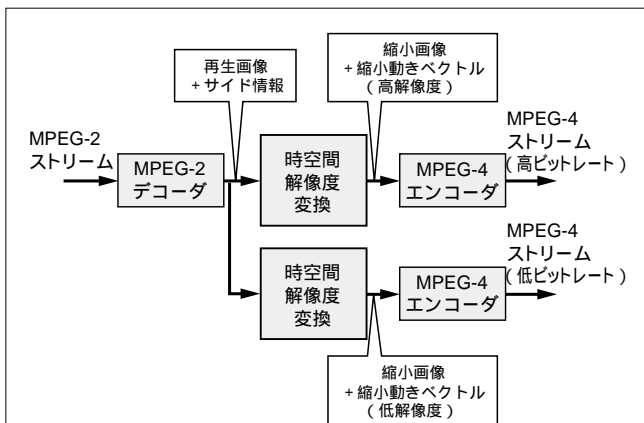 再生画像
+サイド情報
縮小画像
+縮小動きベクトル
(高解像度)
MPEG-2
ストリーム
MPEG-2
デコーダ
時空間
解像度
変換
MPEG-4
エンコーダ
MPEG-4
ストリーム
(高ビットレート)
時空間
解像度
変換
MPEG-4
エンコーダ
MPEG-4
ストリーム
(低ビットレート)
縮小画像
+縮小動きベクトル
(低解像度)